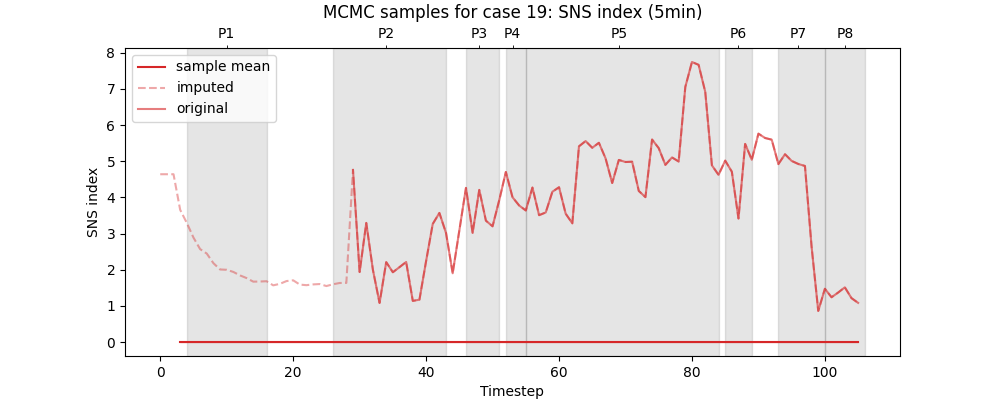 MCMC samples for case 19: SNS index (5min)
P1 P2 P3 P4 P5 P6 P7 P8
sample mean
imputed
original
SNS index
8
7
6
5
4
3
2
1
0
0 20 40 60 80 100
Timestep